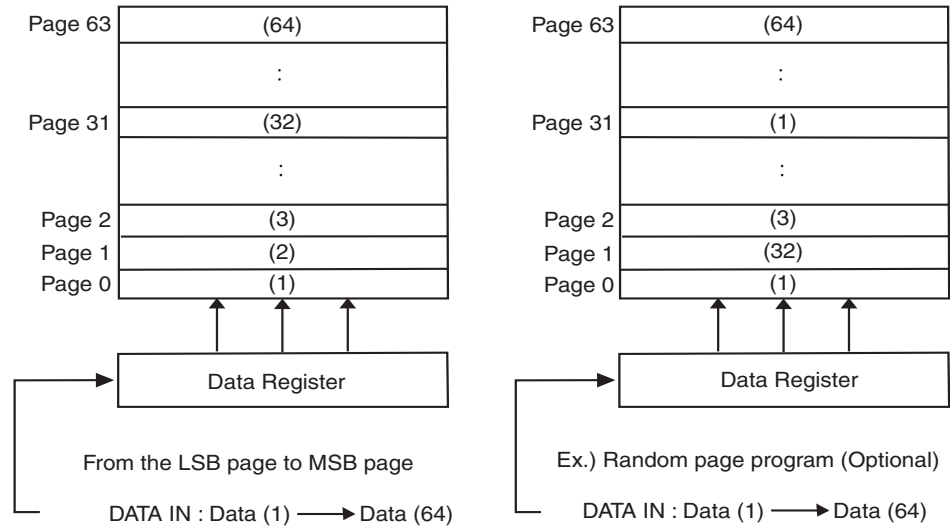 Page 63 (64)
:
Page 31 (32)
:
Page 2 (3)
Page 1 (2)
Page 0 (1)
Data Register
From the LSB page to MSB page
DATA IN : Data (1) → Data (64)
Page 63 (64)
:
Page 31 (1)
:
Page 2 (3)
Page 1 (32)
Page 0 (1)
Data Register
Ex.) Random page program (Optional)
DATA IN : Data (1) → Data (64)